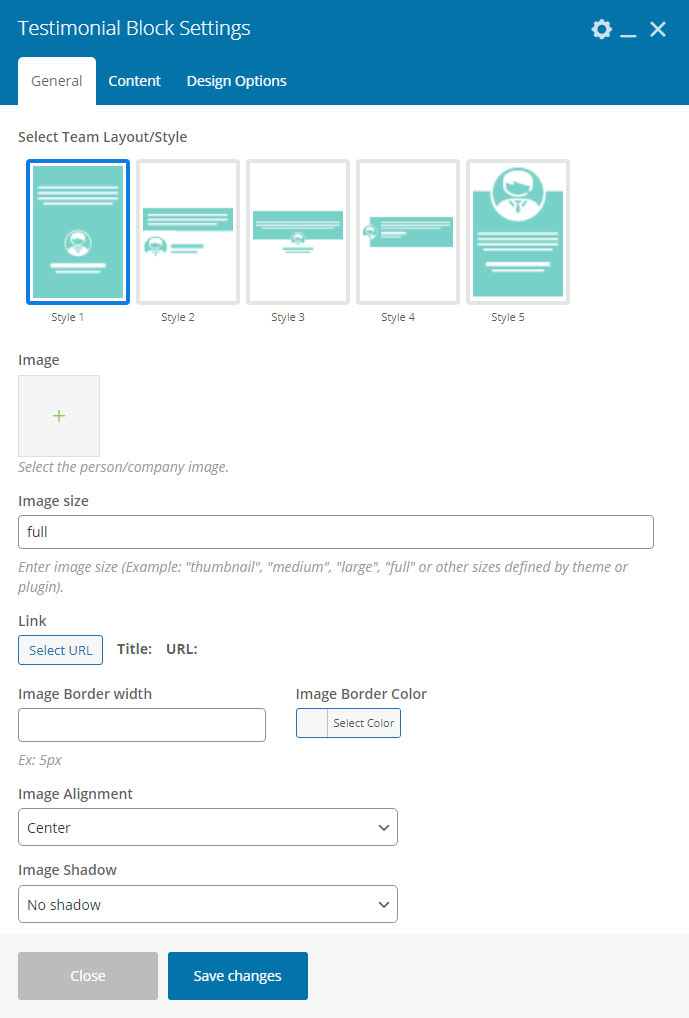 Testimonial Block Settings
General Content Design Options
Select Team Layout/Style
Style 1 Style 2 Style 3 Style 4 Style 5
Image
+
Select the person/company image.
Image size
full
Enter image size (Example: "thumbnail", "medium", "large", "full" or other sizes defined by theme or
plugin).
Link
Select URL Title: URL:
Image Border width Image Border Color
Select Color
Ex: 5px
Image Alignment
Center
Image Shadow
No shadow
Close Save changes